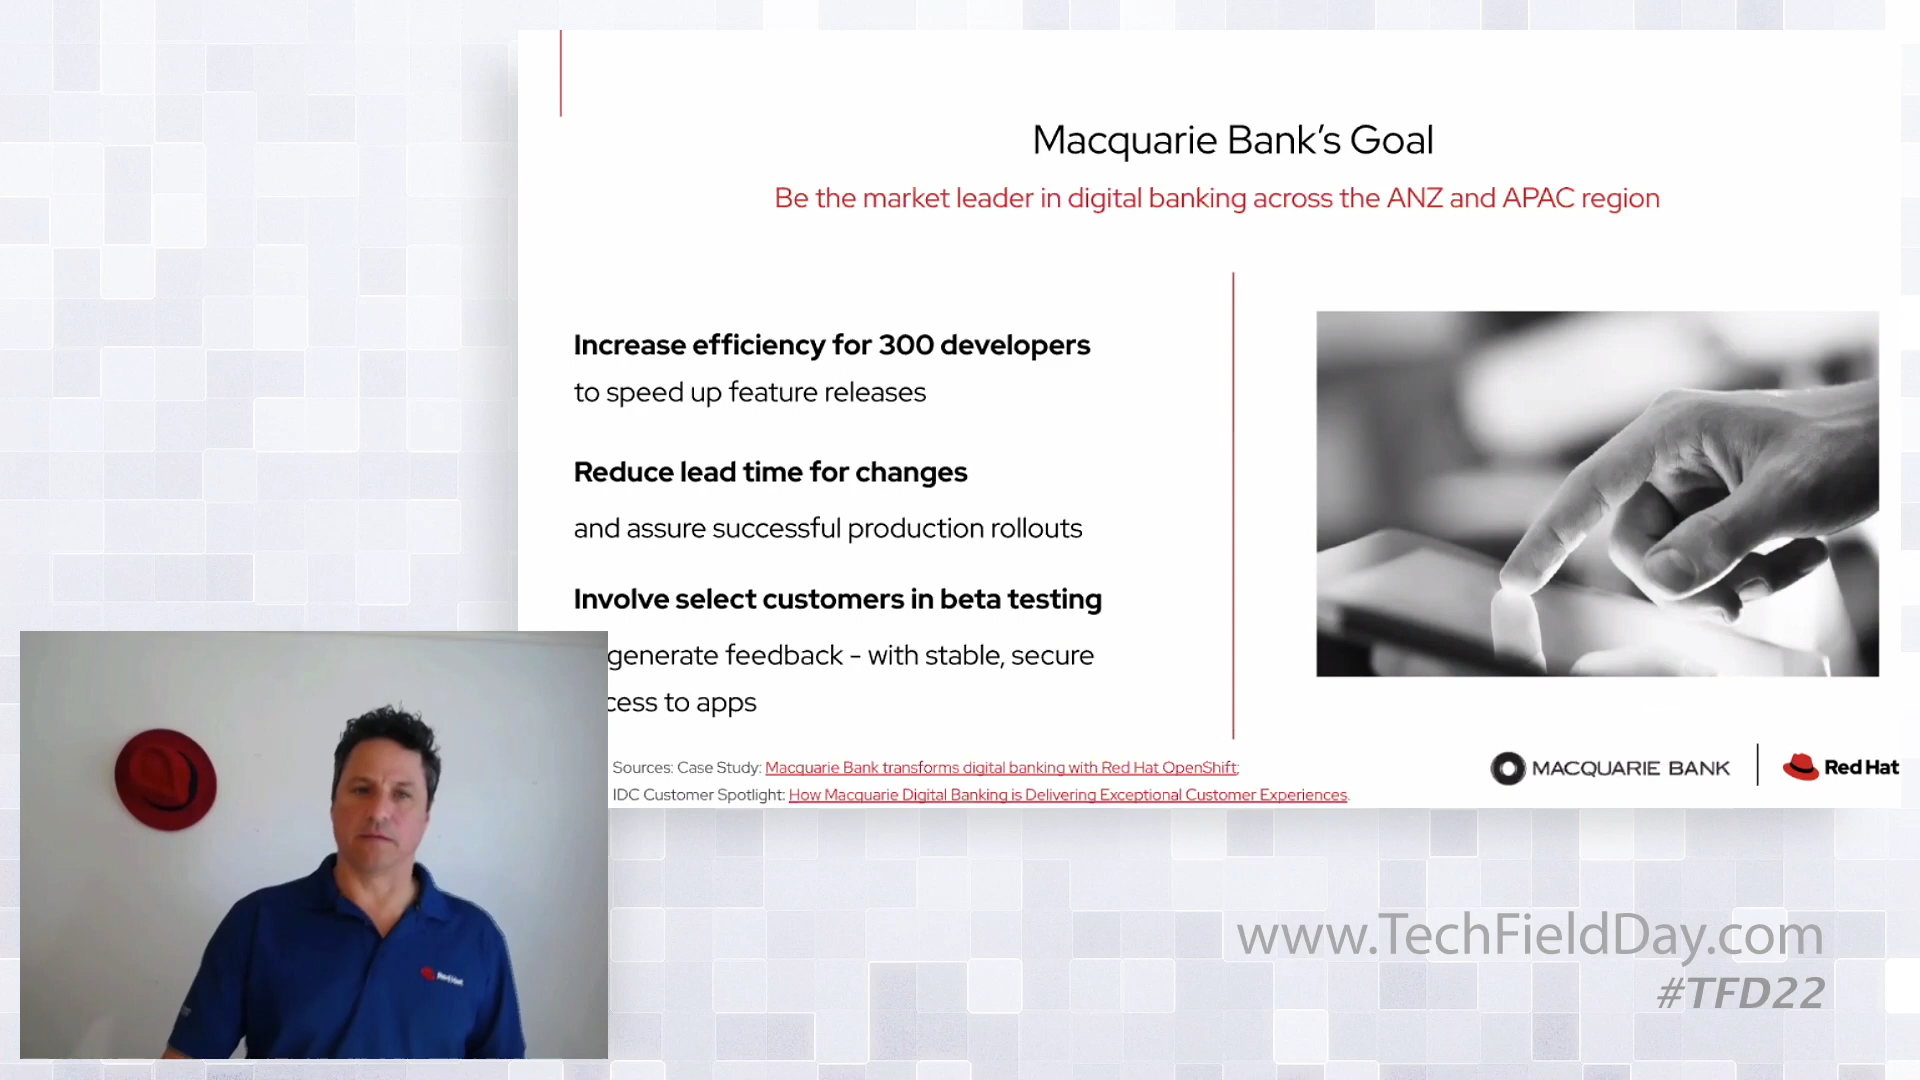 Macquarie Bank’s Goal
Be the market leader in digital banking across the ANZ and APAC region
Increase efficiency for 300 developers
to speed up feature releases
Reduce lead time for changes
and assure successful production rollouts
Involve select customers in beta testing
generate feedback - with stable, secure
cess to apps
Sources: Case Study: Macquarie Bank transforms digital banking with Red Hat OpenShift;
IDC Customer Spotlight: How Macquarie Digital Banking is Delivering Exceptional Customer Experiences.
MACQUARIE BANK
Red Hat
Red Hat
www.TechFieldDay.com
#TFD22